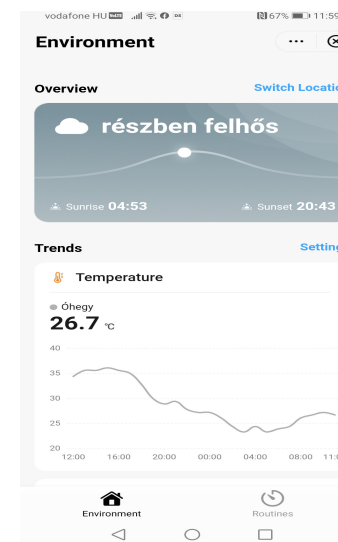 vodafone HU VoLTE
67% 11:59
Environment
Overview
Switch Locatio
részben felhős
Sunrise 04:53
Sunset 20:43
Trends
Setting
Temperature
Óhegy
26.7 °C
40
35
30
25
20
12:00 16:00 20:00 00:00 04:00 08:00 11:0
Environment
Routines